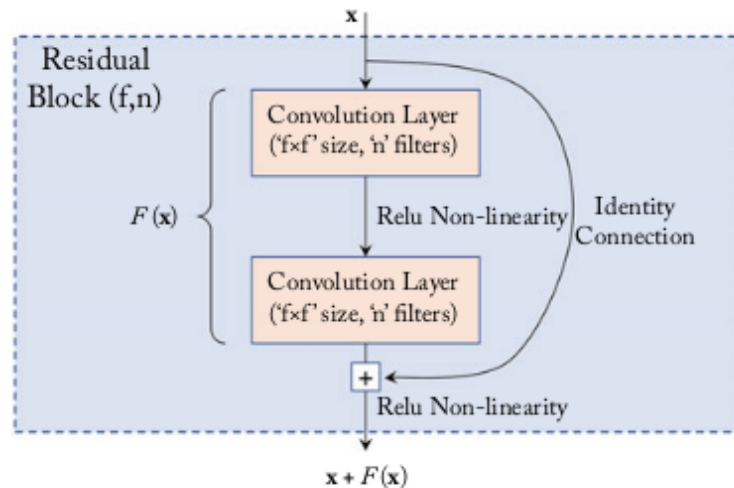 x
Residual
Block (f,n)
Convolution Layer
(‘f×f’ size, ‘n’ filters)
F(x)
Relu Non-linearity
Identity
Connection
Convolution Layer
(‘f×f’ size, ‘n’ filters)
+
Relu Non-linearity
x + F(x)